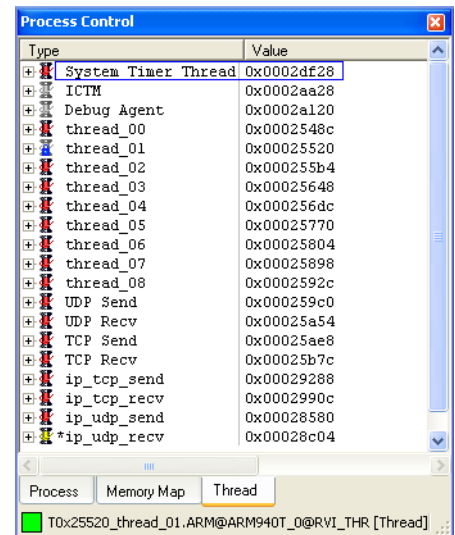 Process Control
Type Value
System Timer Thread 0x0002df28
ICTM 0x0002aa28
Debug Agent 0x0002a120
thread_00 0x0002548c
thread_01 0x00025520
thread_02 0x000255b4
thread_03 0x00025648
thread_04 0x000256dc
thread_05 0x00025770
thread_06 0x00025804
thread_07 0x00025898
thread_08 0x0002592c
UDP Send 0x000259c0
UDP Recv 0x00025a54
TCP Send 0x00025ae8
TCP Recv 0x00025b7c
ip_tcp_send 0x00029288
ip_tcp_recv 0x0002990c
ip_udp_send 0x00028580
*ip_udp_recv 0x00028c04
Process Memory Map Thread
T0x25520_thread_01.ARM@ARM940T_0@RVI_THR [Thread]